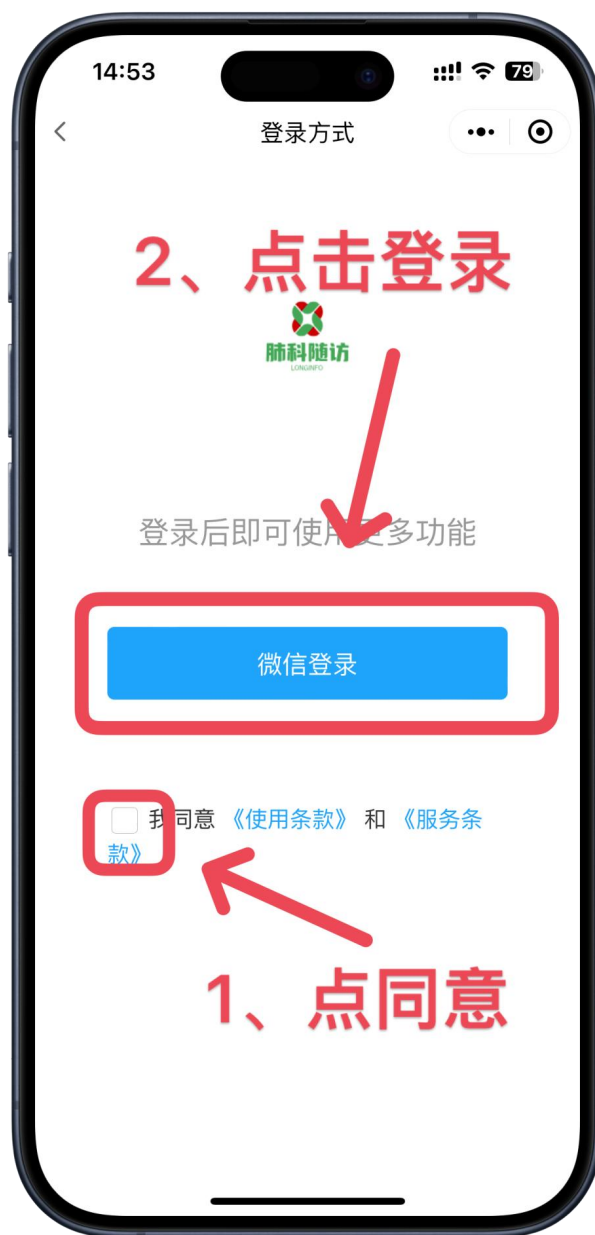 14:53
79
登录方式
2、点击登录
肺科随访
LONGINFO
登录后即可使用更多功能
微信登录
我同意 《使用条款》 和 《服务条
款》
1、点同意